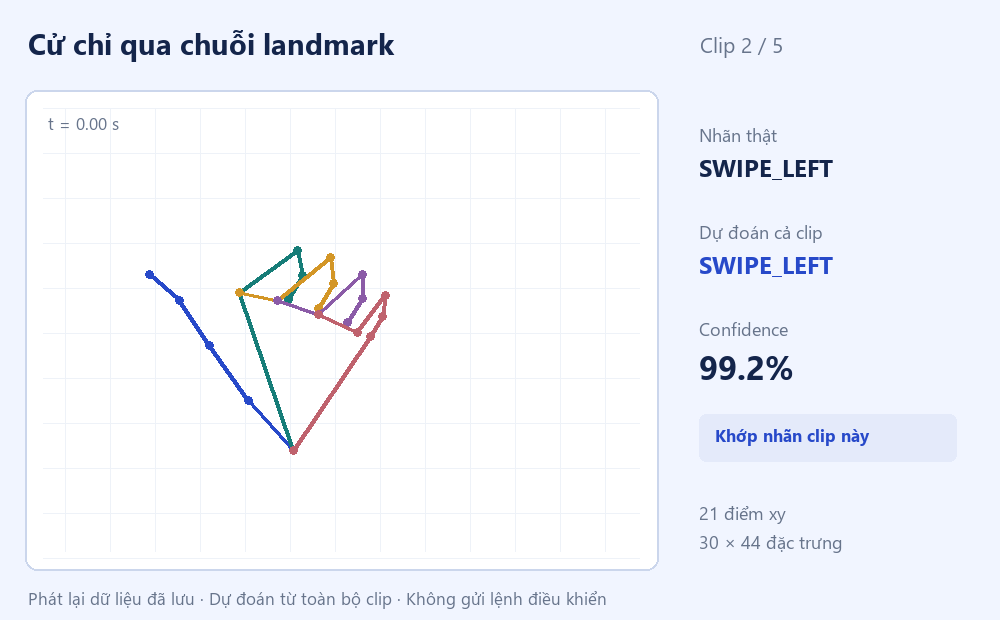 Cử chỉ qua chuỗi landmark
Clip 2 / 5
t = 0.00 s
Nhãn thật
SWIPE_LEFT
Dự đoán cả clip
SWIPE_LEFT
Confidence
99.2%
Khớp nhãn clip này
21 điểm xy
30 × 44 đặc trưng
Phát lại dữ liệu đã lưu · Dự đoán từ toàn bộ clip · Không gửi lệnh điều khiển